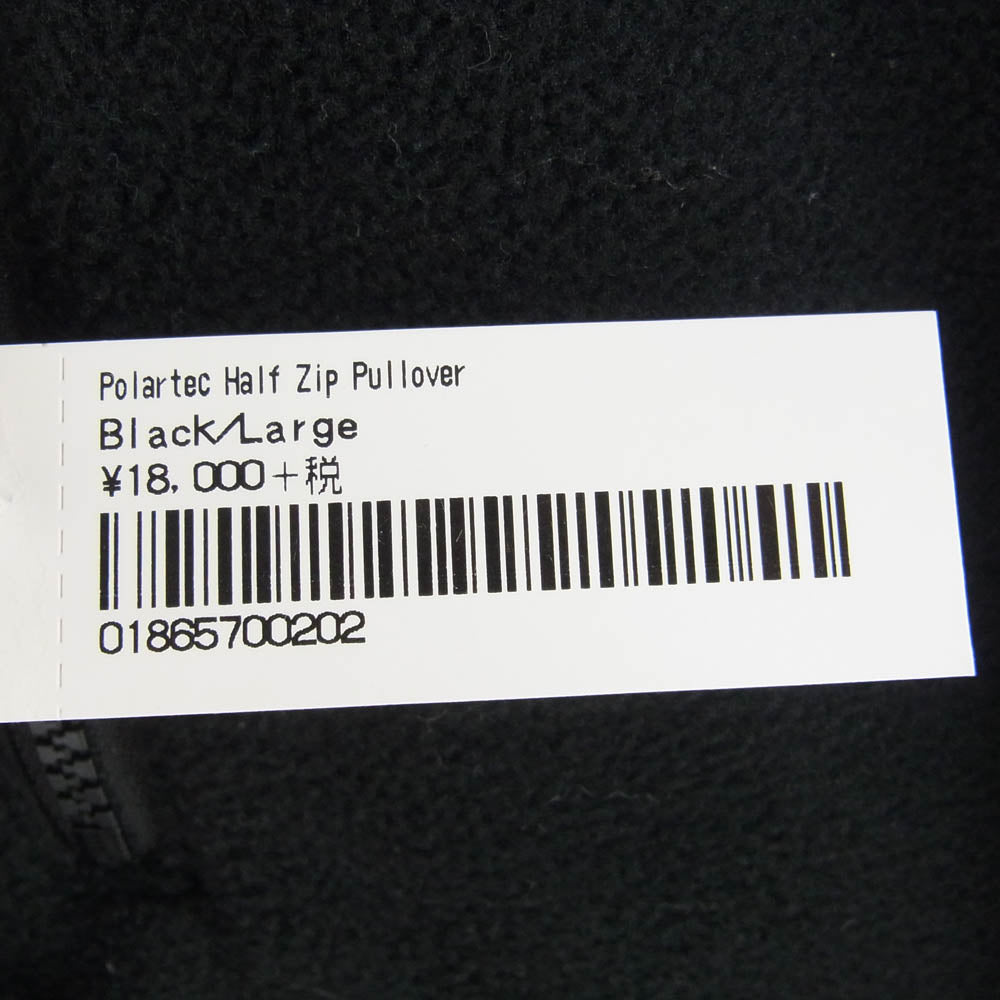 Polartec Half Zip Pullover
Black/Large
¥18,000+税
01865700202